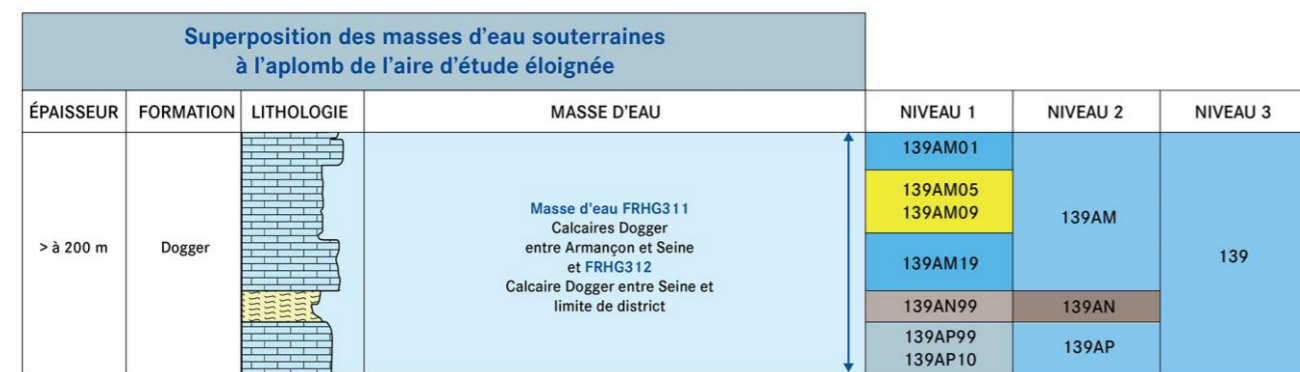 Superposition des masses d'eau souterraines
à l'aplomb de l'aire d'étude éloignée
ÉPAISSEUR FORMATION LITHOLOGIE MASSE D'EAU NIVEAU 1 NIVEAU 2 NIVEAU 3
> à 200 m
Dogger
Masse d'eau FRHG311
Calcaires Dogger
entre Armançon et Seine
et FRHG312
Calcaire Dogger entre Seine et
limite de district
139AM01
139AM05
139AM09
139AM19
139AN99
139AP99
139AP10
139AM
139AN
139AP
139